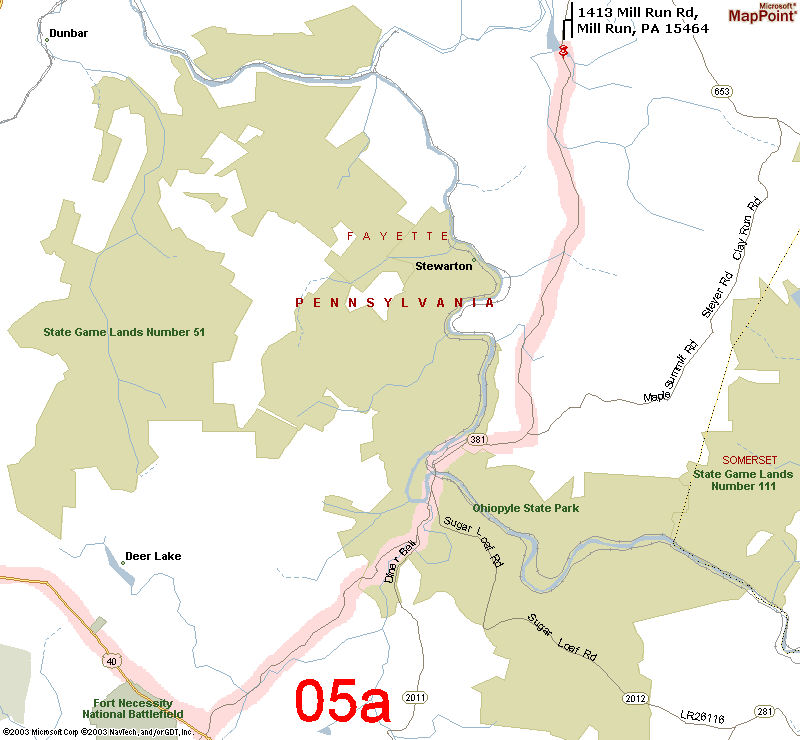 1413 Mill Run Rd,
Mill Run, PA 15464
Microsoft®
MapPoint®
Dunbar
653
Clay Run Rd
F A Y E T T E
Stewarton
Steyer Rd
P E N N S Y L V A N I A
State Game Lands Number 51
Maple Summit Rd
381
SOMERSET
State Game Lands
Number 111
Ohiopyle State Park
Sugar Loaf Rd
Deer Lake
Sugar Loaf Rd
40
Fort Necessity
National Battlefield
05a
2011
2012
LR26116
281
©2003 Microsoft Corp ©2003 NavTech, and/or GDT, Inc.